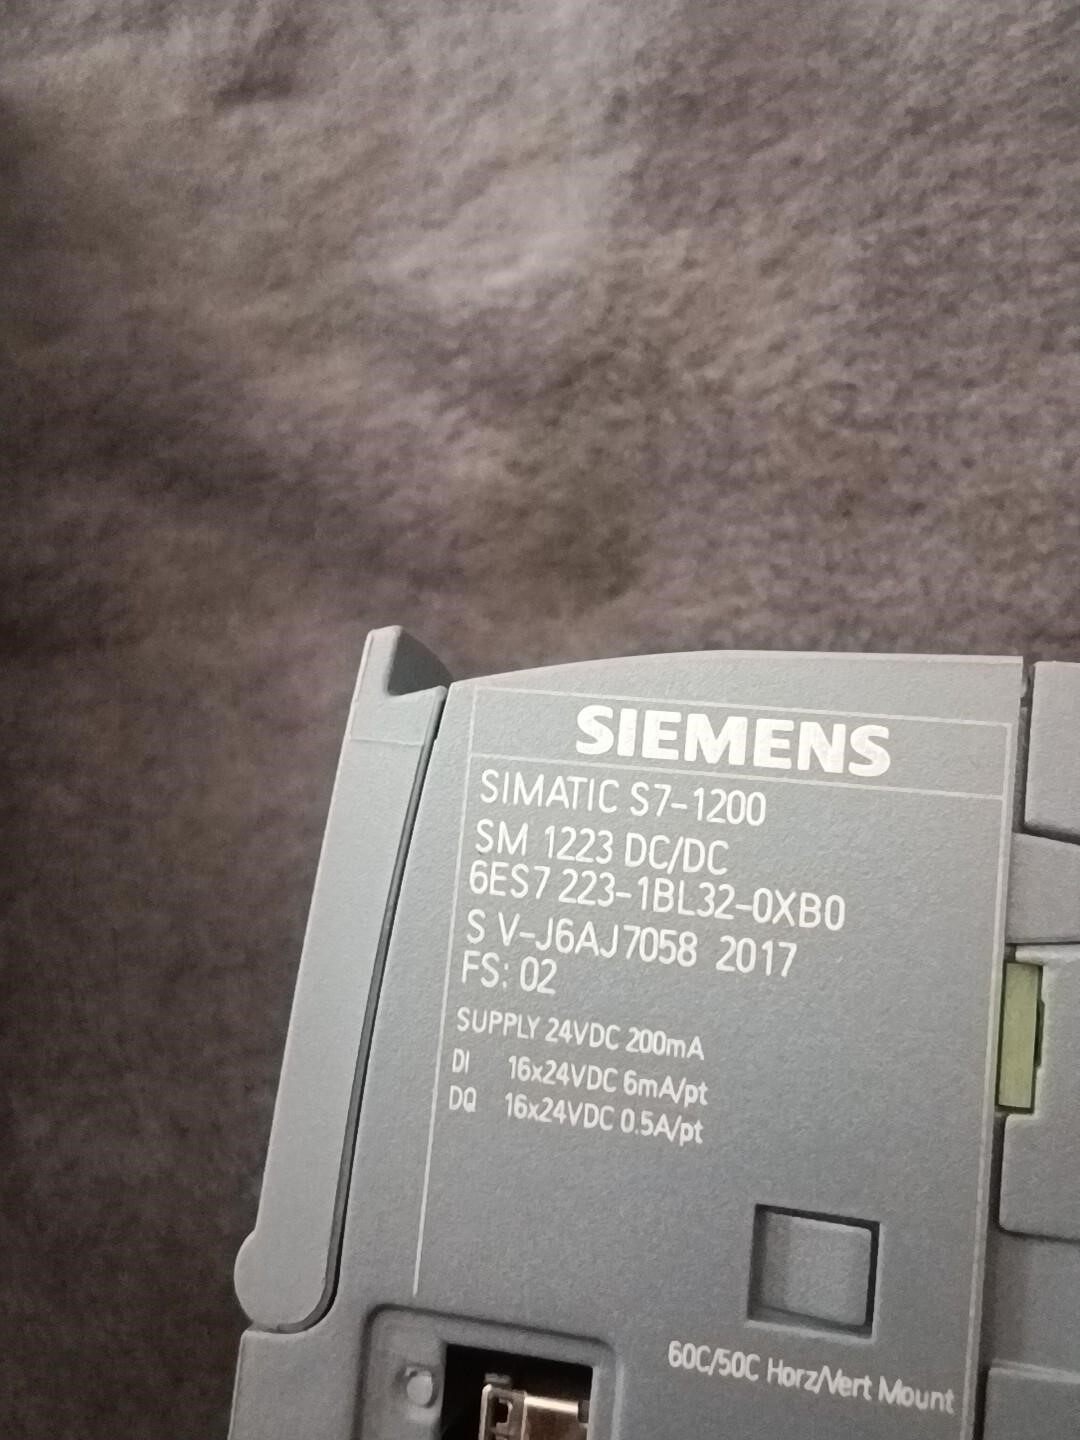 SIEMENS
SIMATIC S7-1200
SM 1223 DC/DC
6ES7 223-1BL32-0XB0
S V-J6AJ7058 2017
FS: 02
SUPPLY 24VDC 200mA
DI 16x24VDC 6mA/pt
DQ 16x24VDC 0.5A/pt
60C/50C Horz/Vert Mount